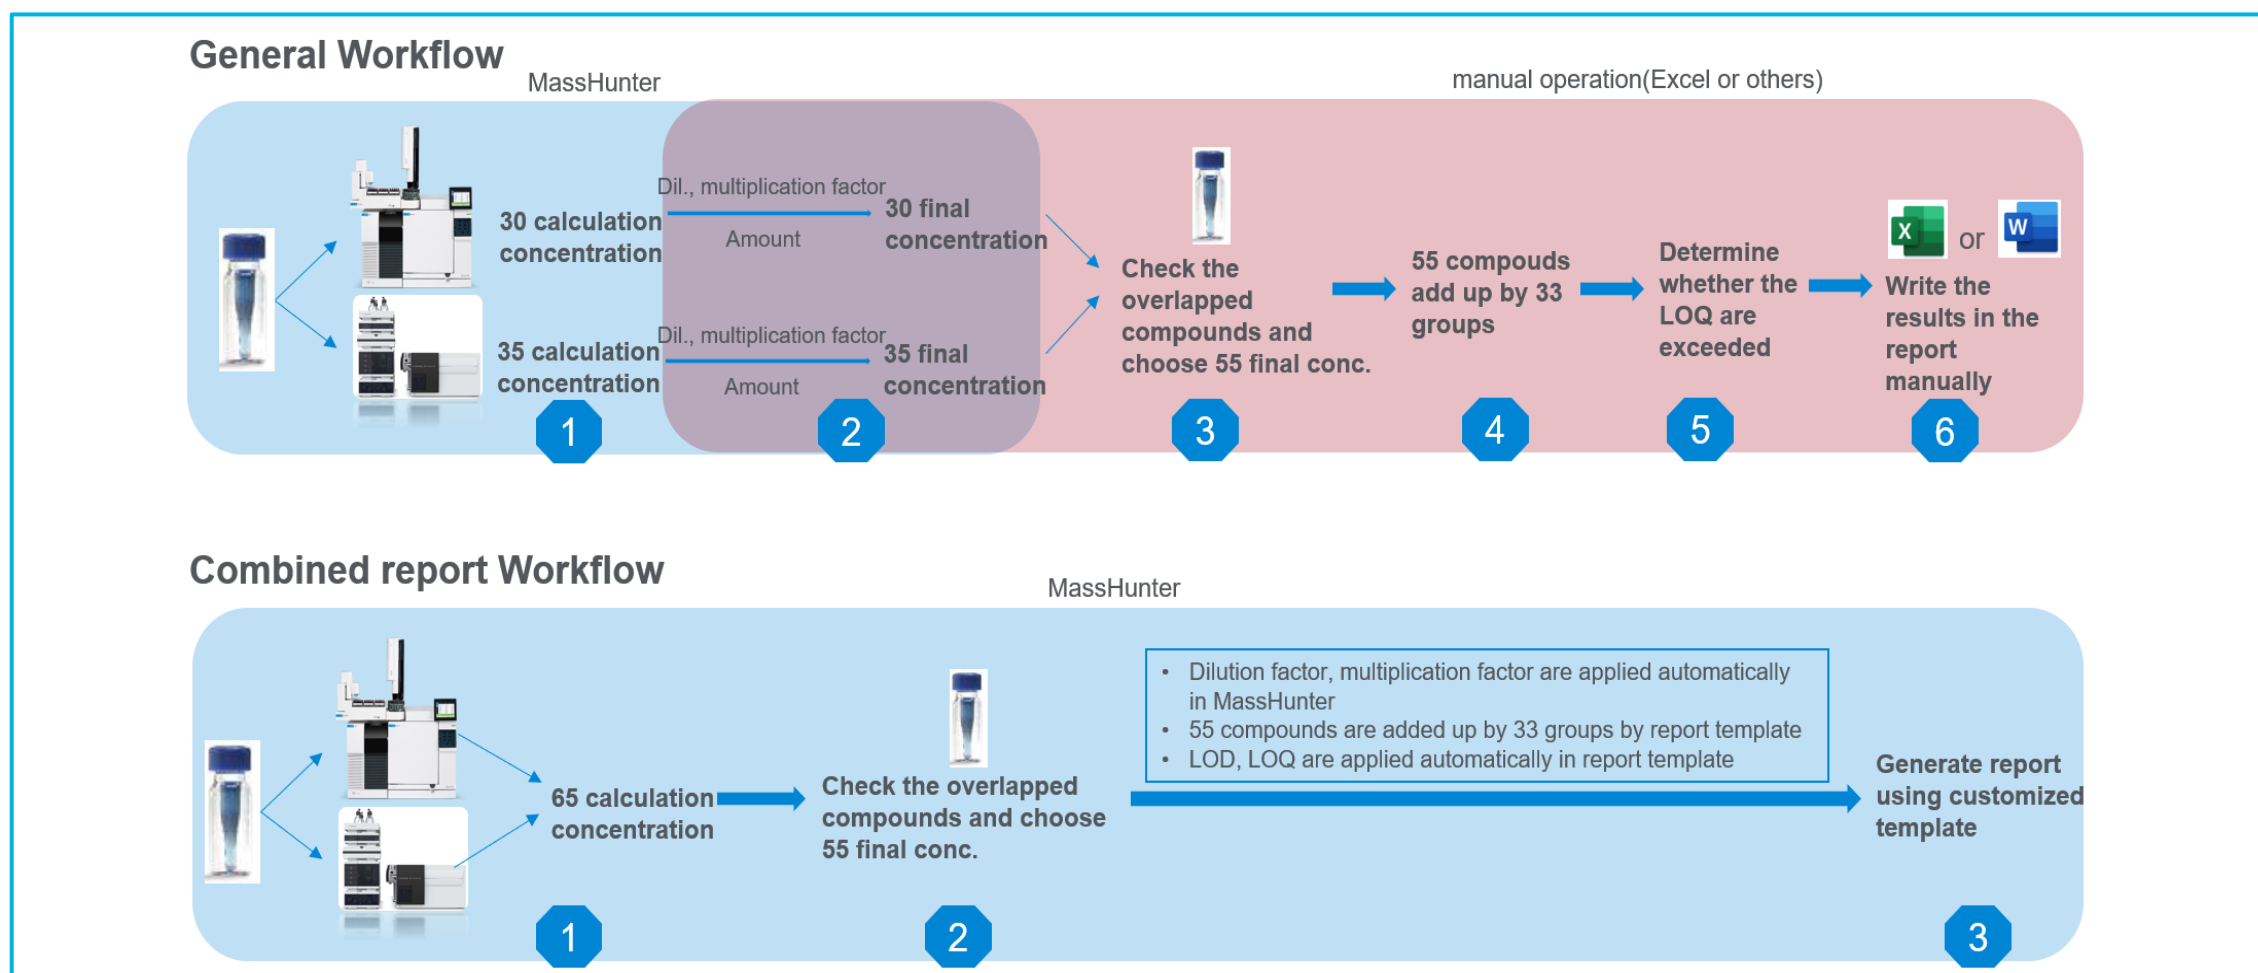 General Workflow
MassHunter
manual operation(Excel or others)
Dil., multiplication factor
30 calculation
concentration
Amount
30 final
concentration
Dil., multiplication factor
35 calculation
concentration
Amount
35 final
concentration
Check the
overlapped
compounds and
choose 55 final conc.
55 compouds
add up by 33
groups
Determine
whether the
LOQ are
exceeded
X or W
Write the
results in the
report
manually
1
2
3
4
5
6
Combined report Workflow
MassHunter
65 calculation
concentration
Check the overlapped
compounds and choose
55 final conc.
• Dilution factor, multiplication factor are applied automatically
in MassHunter
• 55 compounds are added up by 33 groups by report template
• LOD, LOQ are applied automatically in report template
Generate report
using customized
template
1
2
3